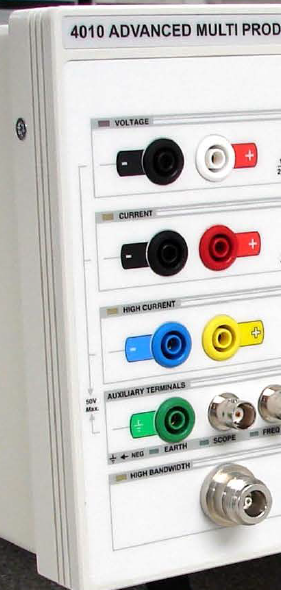 4010 ADVANCED MULTI PROD
VOLTAGE
- +
CURRENT
- +
HIGH CURRENT
- +
50V
Max.
AUXILIARY TERMINALS
NEG EARTH SCOPE FREQ
HIGH BANDWIDTH